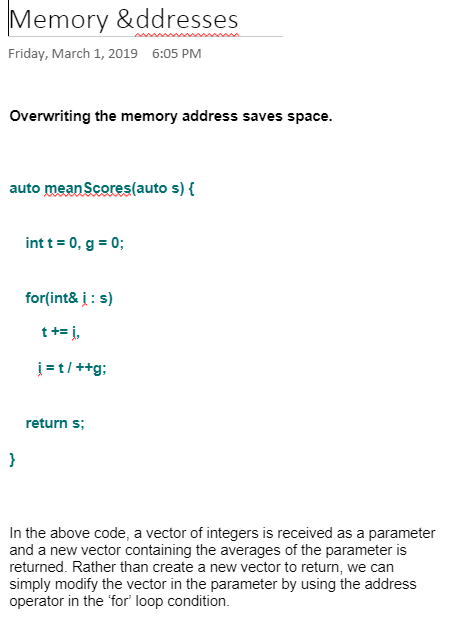 Memory &ddresses
Friday, March 1, 2019 6:05 PM
Overwriting the memory address saves space.
auto meanScores(auto s) {
int t = 0, g = 0;
for(int& i : s)
t += i,
i = t / ++g;
return s;
}
In the above code, a vector of integers is received as a parameter
and a new vector containing the averages of the parameter is
returned. Rather than create a new vector to return, we can
simply modify the vector in the parameter by using the address
operator in the ‘for’ loop condition.